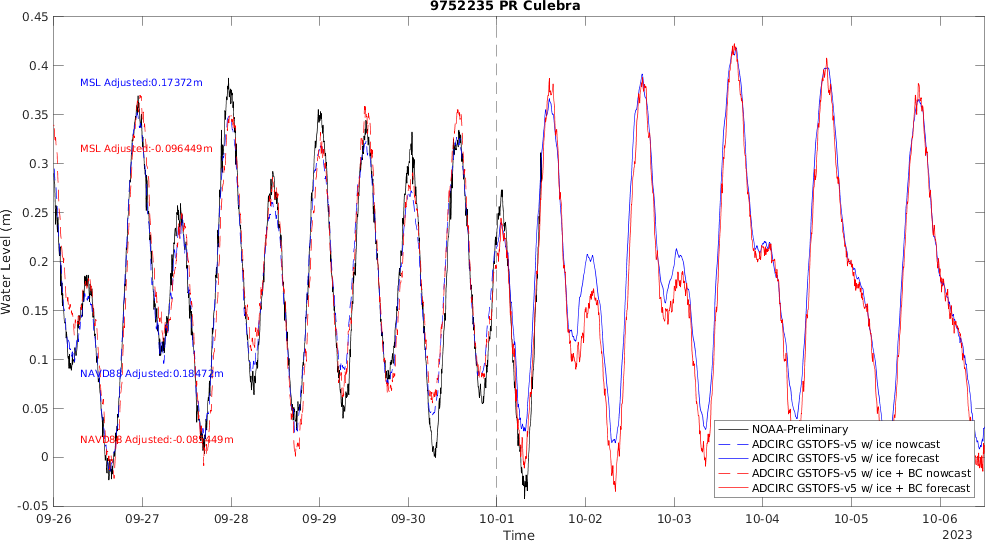 9752235 PR Culebra
0.45
0.4
0.35
0.3
0.25
0.2
0.15
0.1
0.05
0
-0.05
Water Level (m)
MSL Adjusted:0.17372m
MSL Adjusted:-0.096449m
NAVD88 Adjusted:0.18472m
NAVD88 Adjusted:-0.085449m
NOAA-Preliminary
ADCIRC GSTOFS-v5 w/ ice nowcast
ADCIRC GSTOFS-v5 w/ ice forecast
ADCIRC GSTOFS-v5 w/ ice + BC nowcast
ADCIRC GSTOFS-v5 w/ ice + BC forecast
09-26 09-27 09-28 09-29 09-30 10-01 10-02 10-03 10-04 10-05 10-06
Time
2023